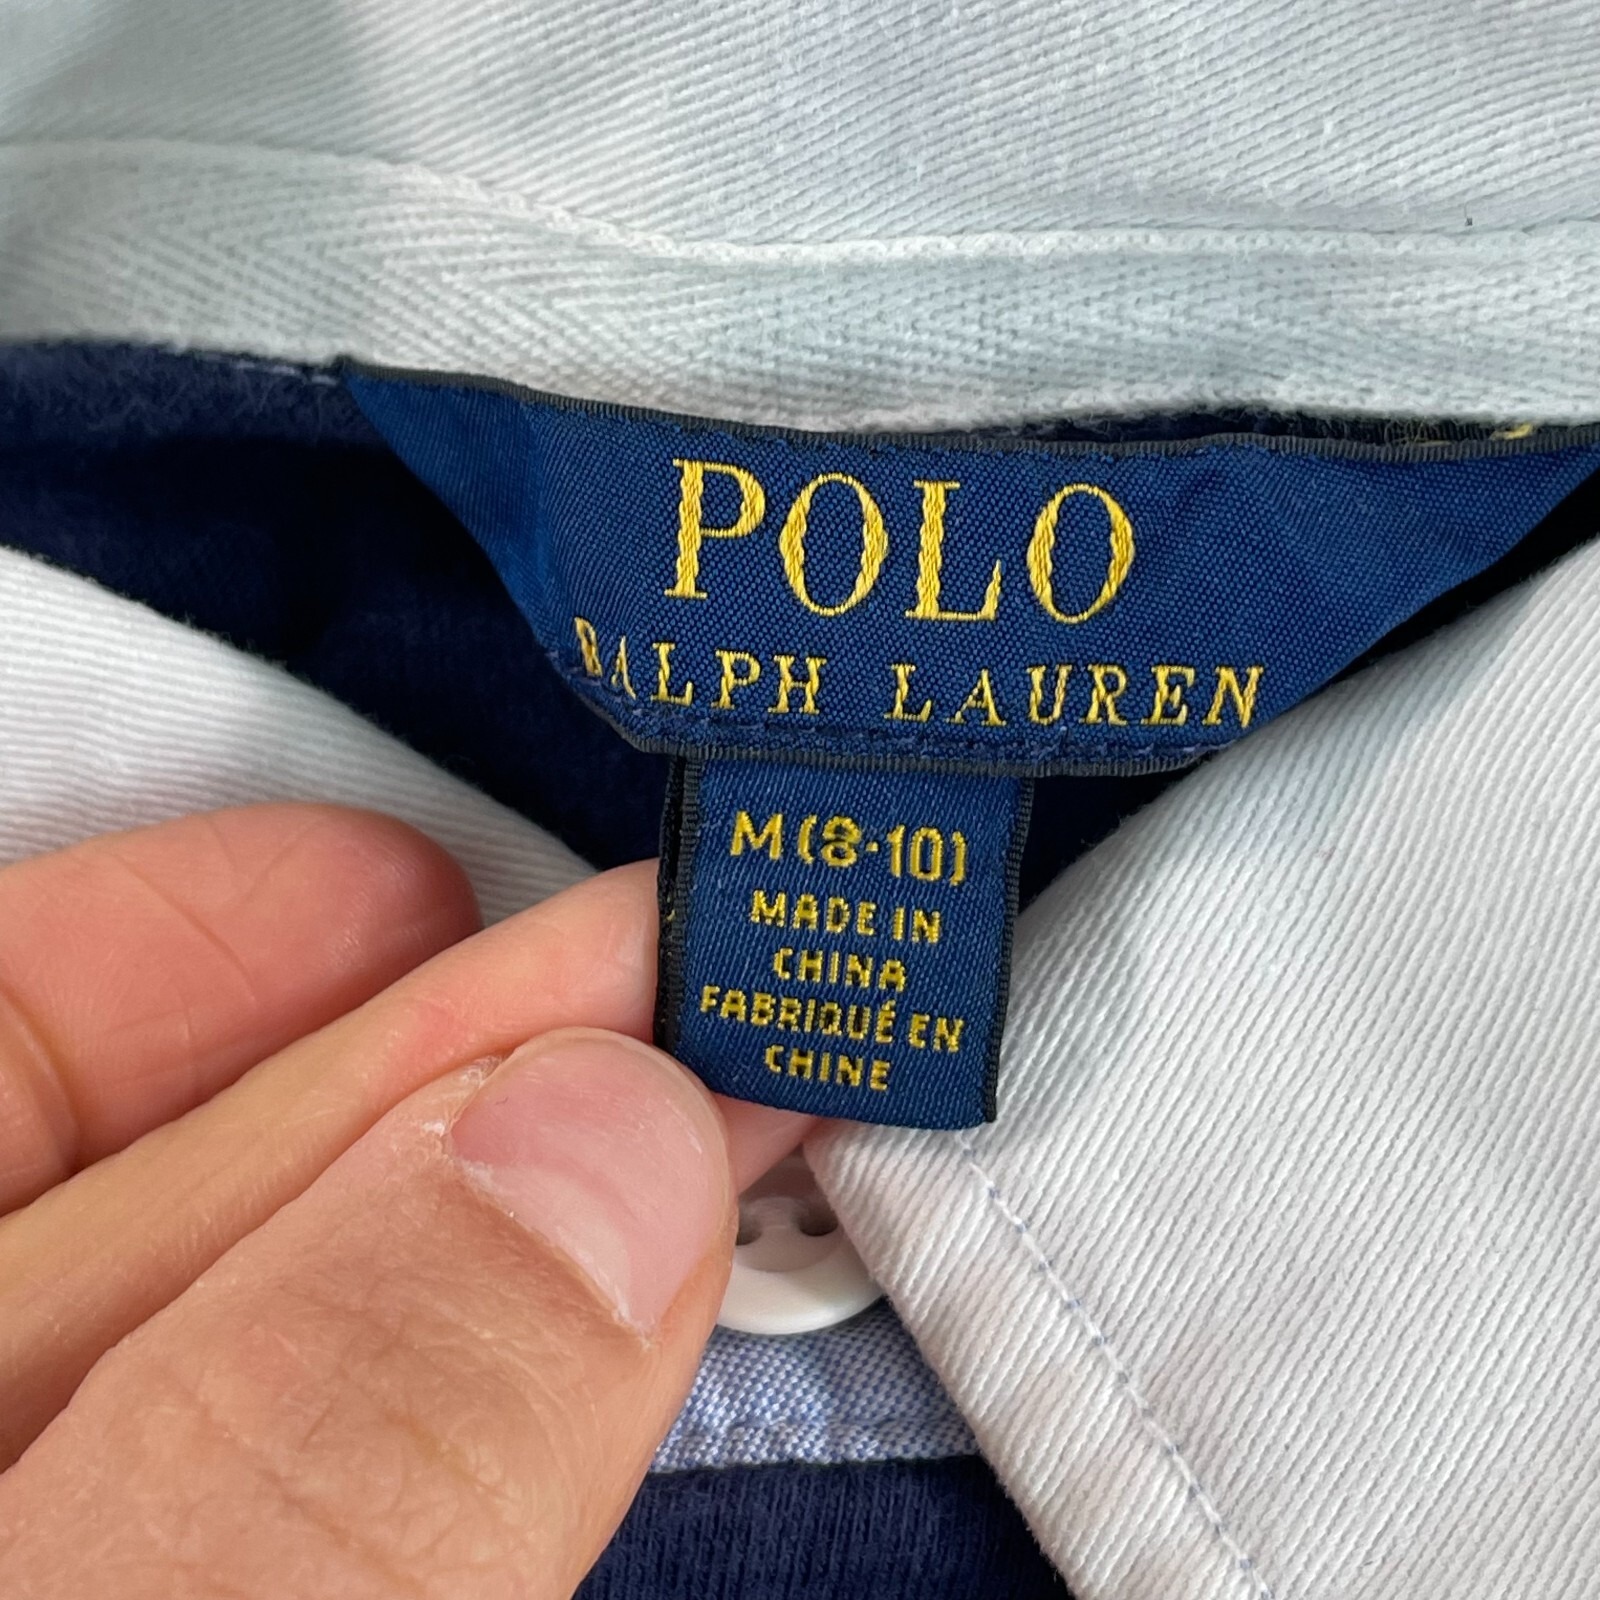 POLO
RALPH LAUREN
M(8-10)
MADE IN
CHINA
FABRIQUÉ EN
CHINE